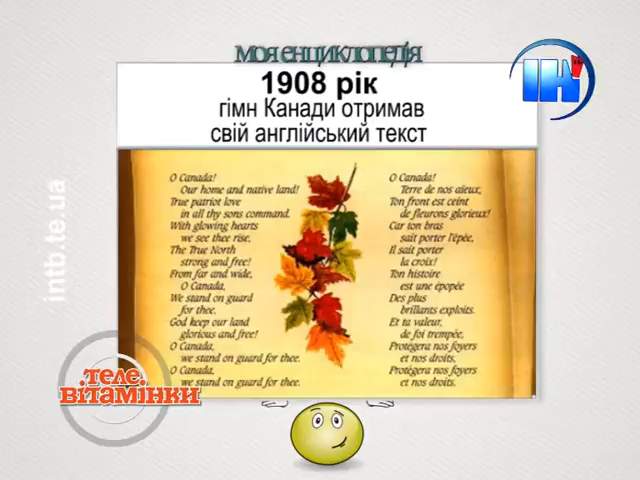 моя енциклопедія
1908 рік
гімн Канади отримав
свій англійський текст
ІН
intb.te.ua
O Canada!
Our home and native land!
True patriot love
in all thy sons command.
With glowing hearts
we see thee rise,
The True North
strong and free!
From far and wide,
O Canada,
We stand on guard
for thee.
God keep our land
glorious and free!
O Canada,
we stand on guard for thee.
O Canada,
we stand on guard for thee.
O Canada!
Terre de nos aïeux,
Ton front est ceint
de fleurons glorieux!
Car ton bras
sait porter l'épée,
Il sait porter
la croix!
Ton histoire
est une épopée
Des plus
brillants exploits.
Et ta valeur,
de foi trempée,
Protégera nos foyers
et nos droits,
Protégera nos foyers
et nos droits.
теле
вітамінки